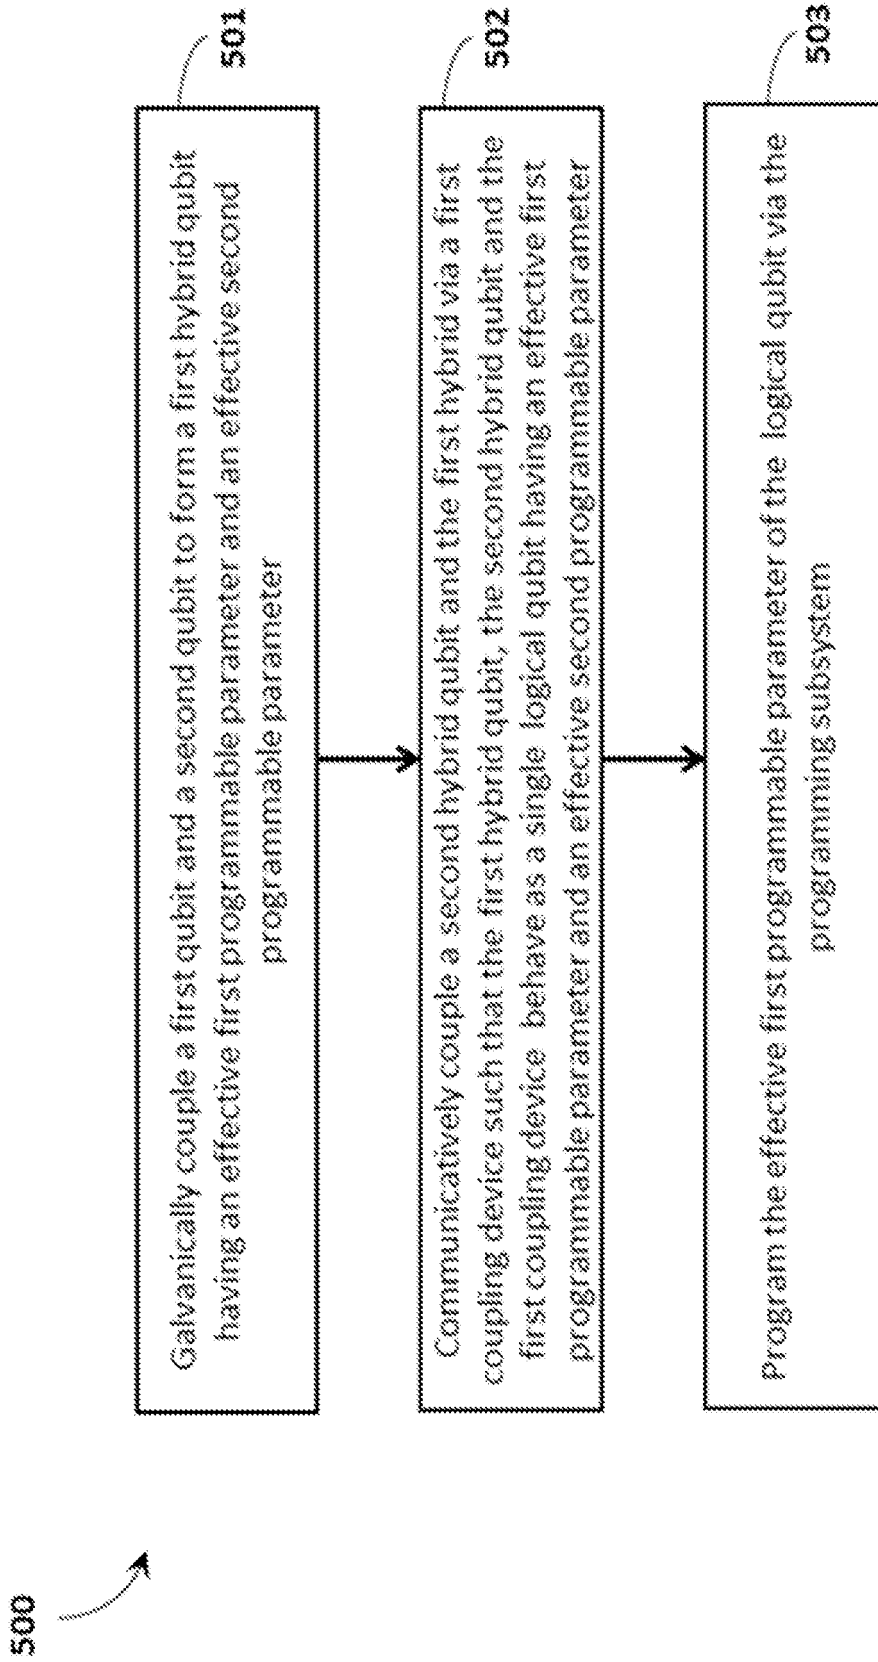 500
501
Galvanically couple a first qubit and a second qubit to form a first hybrid qubit
having an effective first programmable parameter and an effective second
programmable parameter
502
Communicatively couple a second hybrid qubit and the first hybrid via a first
coupling device such that the first hybrid qubit, the second hybrid qubit and the
first coupling device behave as a single logical qubit having an effective first
programmable parameter and an effective second programmable parameter
503
Program the effective first programmable parameter of the logical qubit via the
programming subsystem